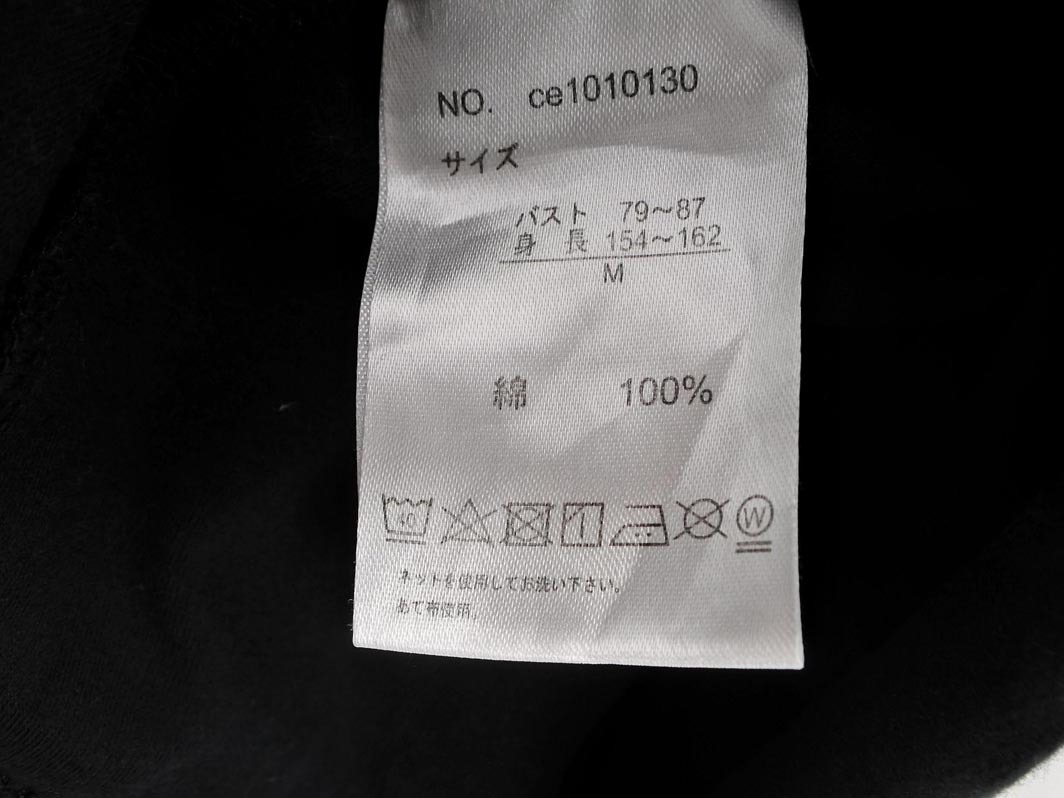 NO. ce1010130
サイズ
バスト 79～87
身 長 154～162
M
綿 100%
40 W
ネットを使用してお洗い下さい。
あて布使用。